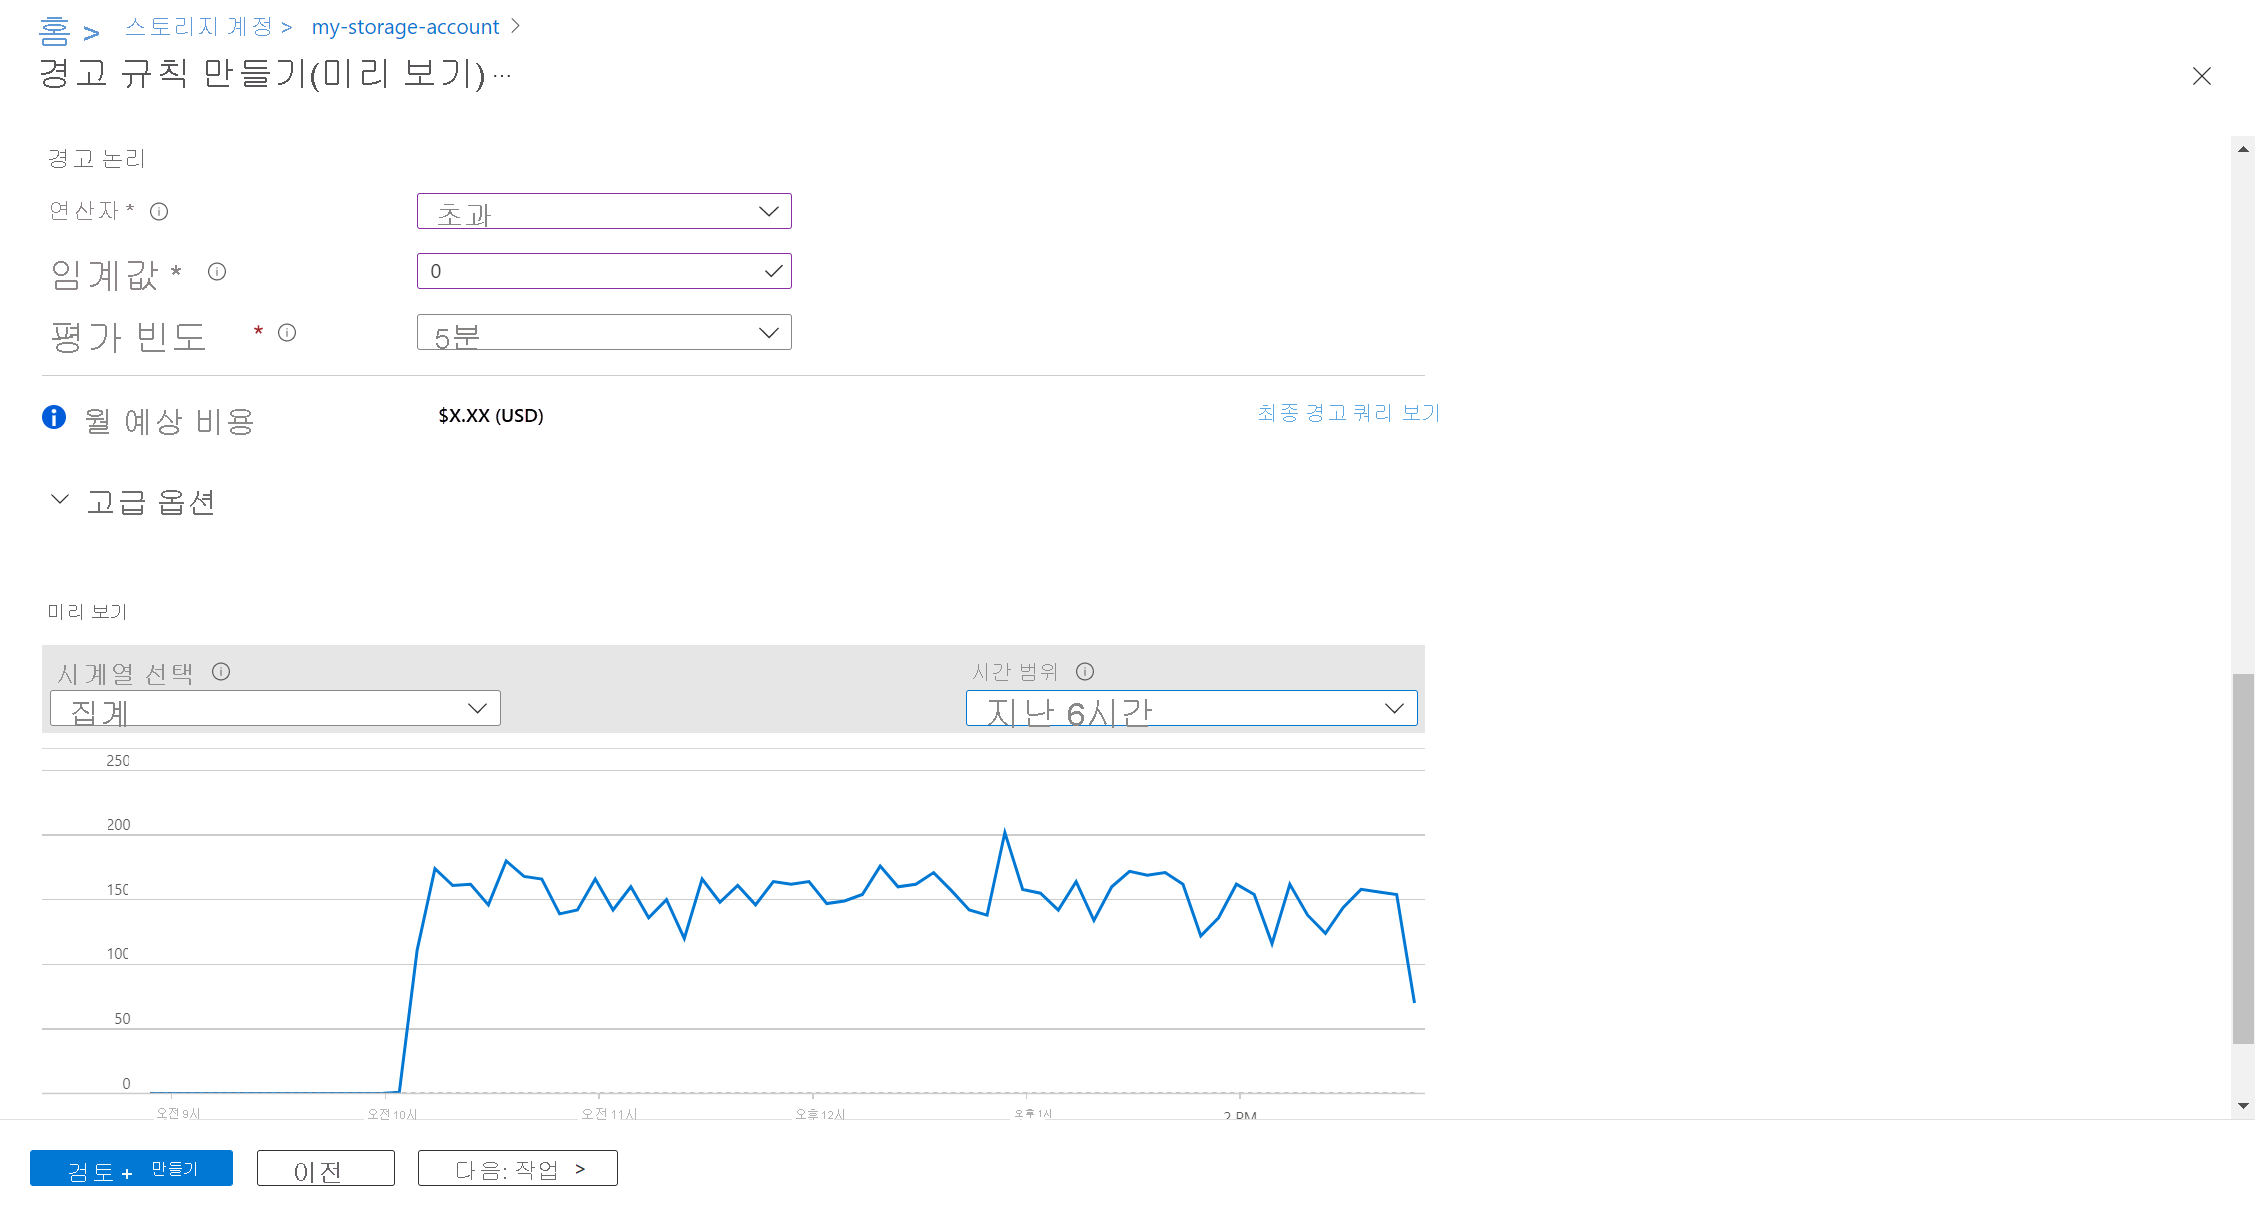 홈 > 스토리지 계정 > my-storage-account >
경고 규칙 만들기(미리 보기) ...
경고 논리
연산자 * 초과
임계값 * 0
평가 빈도 * 5분
월 예상 비용 $X.XX (USD) 최종 경고 쿼리 보기
고급 옵션
미리 보기
시계열 선택 시간 범위
집계 지난 6시간
250
200
150
100
50
0
오전 9시 오전 10시 오전 11시 오후 12시 오후 1시 2 PM
검토 + 만들기 이전 다음: 작업 >